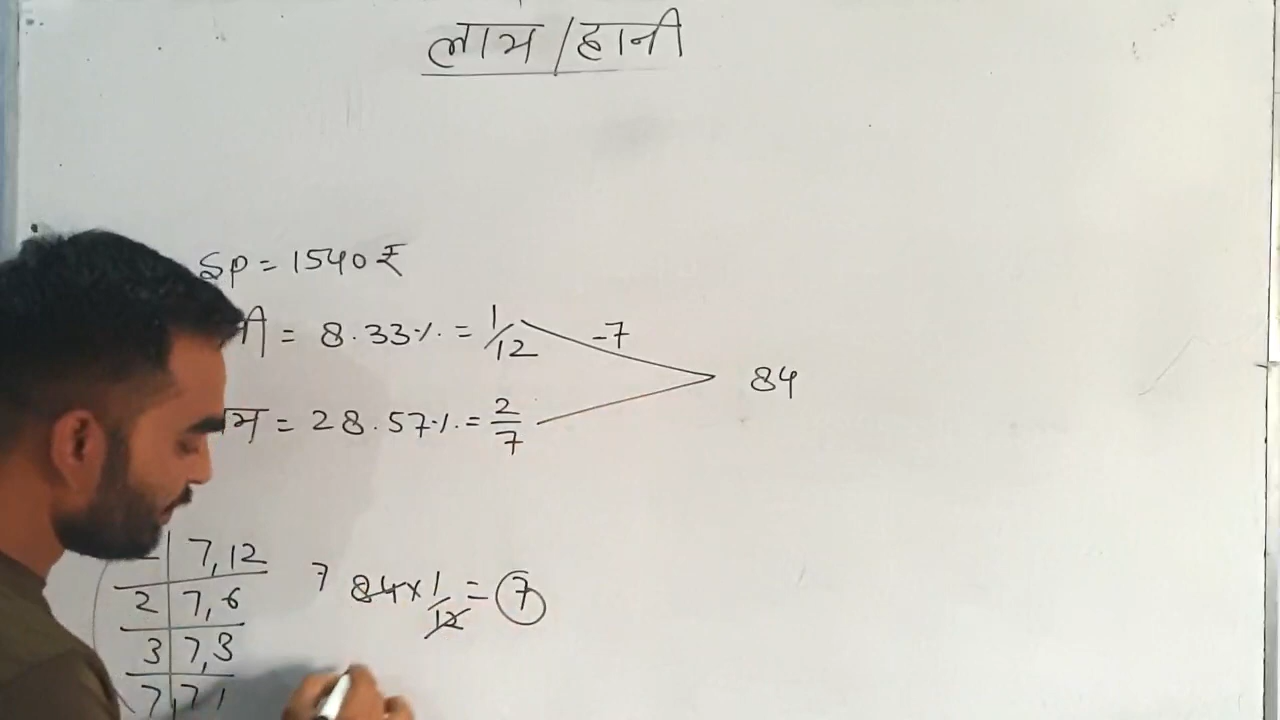 लाभ/हानी
SP = 1540 ₹
= 8.33% = 1/12 -7
84
= 28.57% = 2/7
7,12
2 7,6
3 7,3
7 7,1
7 84×1/12 = 7